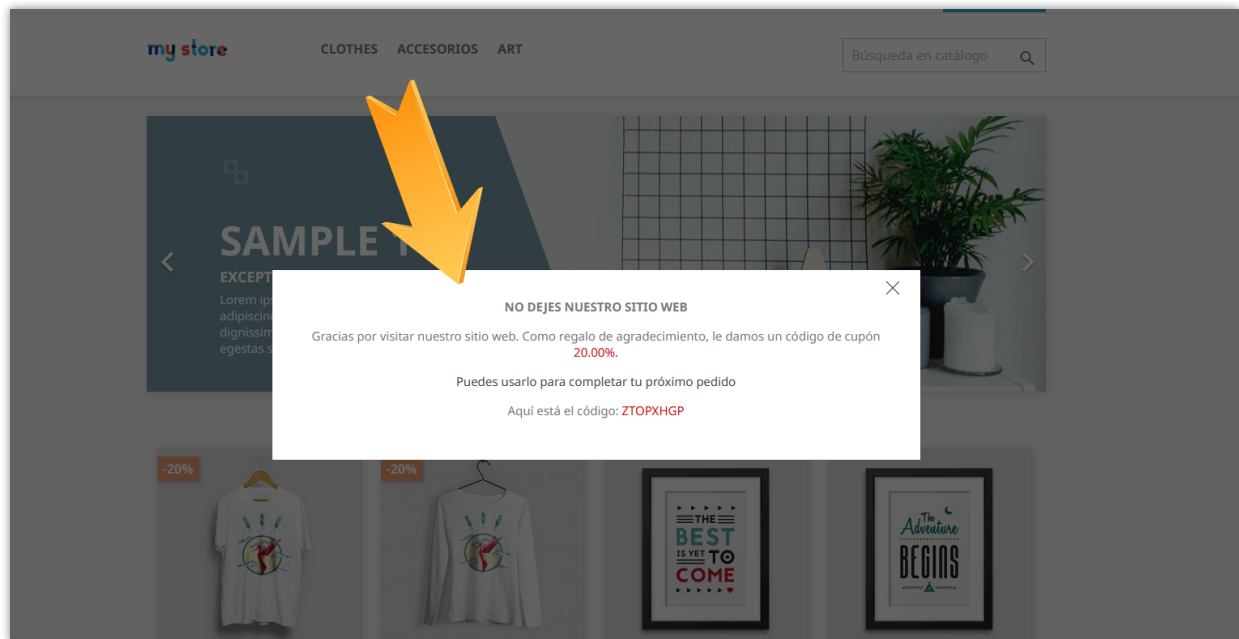 my store
CLOTHES ACCESORIOS ART
Búsqueda en catálogo
SAMPLE
EXCEPT
Lorem ips
adipiscing
dignissim
egestas s
NO DEJES NUESTRO SITIO WEB
Gracias por visitar nuestro sitio web. Como regalo de agradecimiento, le damos un código de cupón
20.00%.
Puedes usarlo para completar tu próximo pedido
Aquí está el código: ZTOPXHGP
-20%
-20%
THE
BEST
IS YET TO
COME
The
Adventure
BEGINS